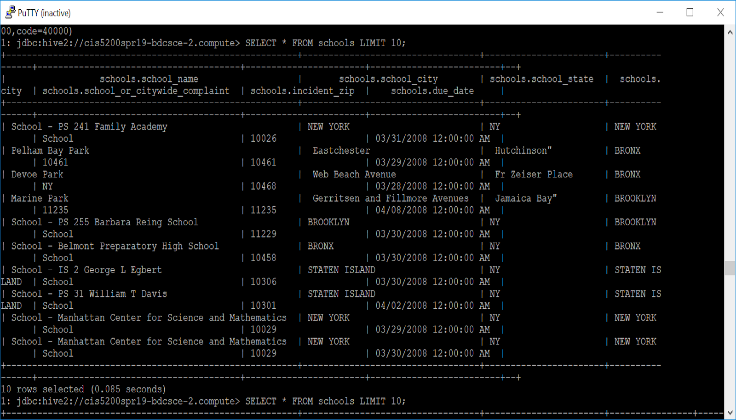 PuTTY (inactive)
00,code=40000)
1: jdbc:hive2://cis5200spr19-bdcsce-2.compute> SELECT * FROM schools LIMIT 10;
| schools.school_name | schools.school_city | schools.school_state | schools.
city | schools.school_or_citywide_complaint | schools.incident_zip | schools.due_date |
| School - PS 241 Family Academy | NEW YORK | NY | NEW YORK
| School | 10026 | 03/31/2008 12:00:00 AM |
| Pelham Bay Park | Eastchester | Hutchinson" | BRONX
| 10461 | 10461 | 03/29/2008 12:00:00 AM |
| Devoe Park | Web Beach Avenue | Fr Zeiser Place | BRONX
| NY | 10468 | 03/28/2008 12:00:00 AM |
| Marine Park | Gerritsen and Fillmore Avenues | Jamaica Bay" | BROOKLYN
| 11235 | 11235 | 04/08/2008 12:00:00 AM |
| School - PS 255 Barbara Reing School | BROOKLYN | NY | BROOKLYN
| School | 11229 | 03/30/2008 12:00:00 AM |
| School - Belmont Preparatory High School | BRONX | NY | BRONX
| School | 10458 | 03/30/2008 12:00:00 AM |
| School - IS 2 George L Egbert | STATEN ISLAND | NY | STATEN IS
LAND | School | 10306 | 03/30/2008 12:00:00 AM |
| School - PS 31 William T Davis | STATEN ISLAND | NY | STATEN IS
LAND | School | 10301 | 04/02/2008 12:00:00 AM |
| School - Manhattan Center for Science and Mathematics | NEW YORK | NY | NEW YORK
| School | 10029 | 03/29/2008 12:00:00 AM |
| School - Manhattan Center for Science and Mathematics | NEW YORK | NY | NEW YORK
| School | 10029 | 03/30/2008 12:00:00 AM |
10 rows selected (0.085 seconds)
1: jdbc:hive2://cis5200spr19-bdcsce-2.compute> SELECT * FROM schools LIMIT 10;